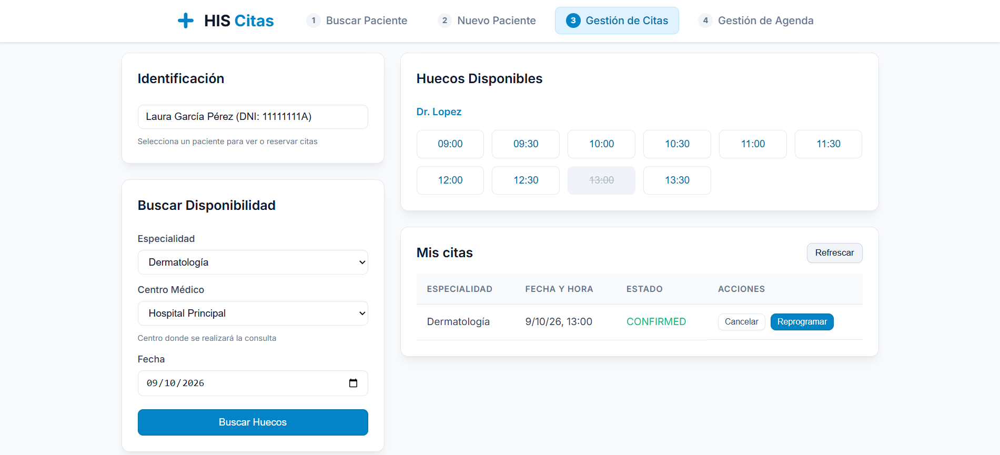 HIS Citas
1 Buscar Paciente
2 Nuevo Paciente
3 Gestión de Citas
4 Gestión de Agenda
Identificación
Laura García Pérez (DNI: 11111111A)
Selecciona un paciente para ver o reservar citas
Buscar Disponibilidad
Especialidad
Dermatología
Centro Médico
Hospital Principal
Centro donde se realizará la consulta
Fecha
09/10/2026
Buscar Huecos
Huecos Disponibles
Dr. Lopez
09:00 09:30 10:00 10:30 11:00 11:30
12:00 12:30 13:00 13:30
Mis citas
Refrescar
ESPECIALIDAD FECHA Y HORA ESTADO ACCIONES
Dermatología 9/10/26, 13:00 CONFIRMED Cancelar Reprogramar